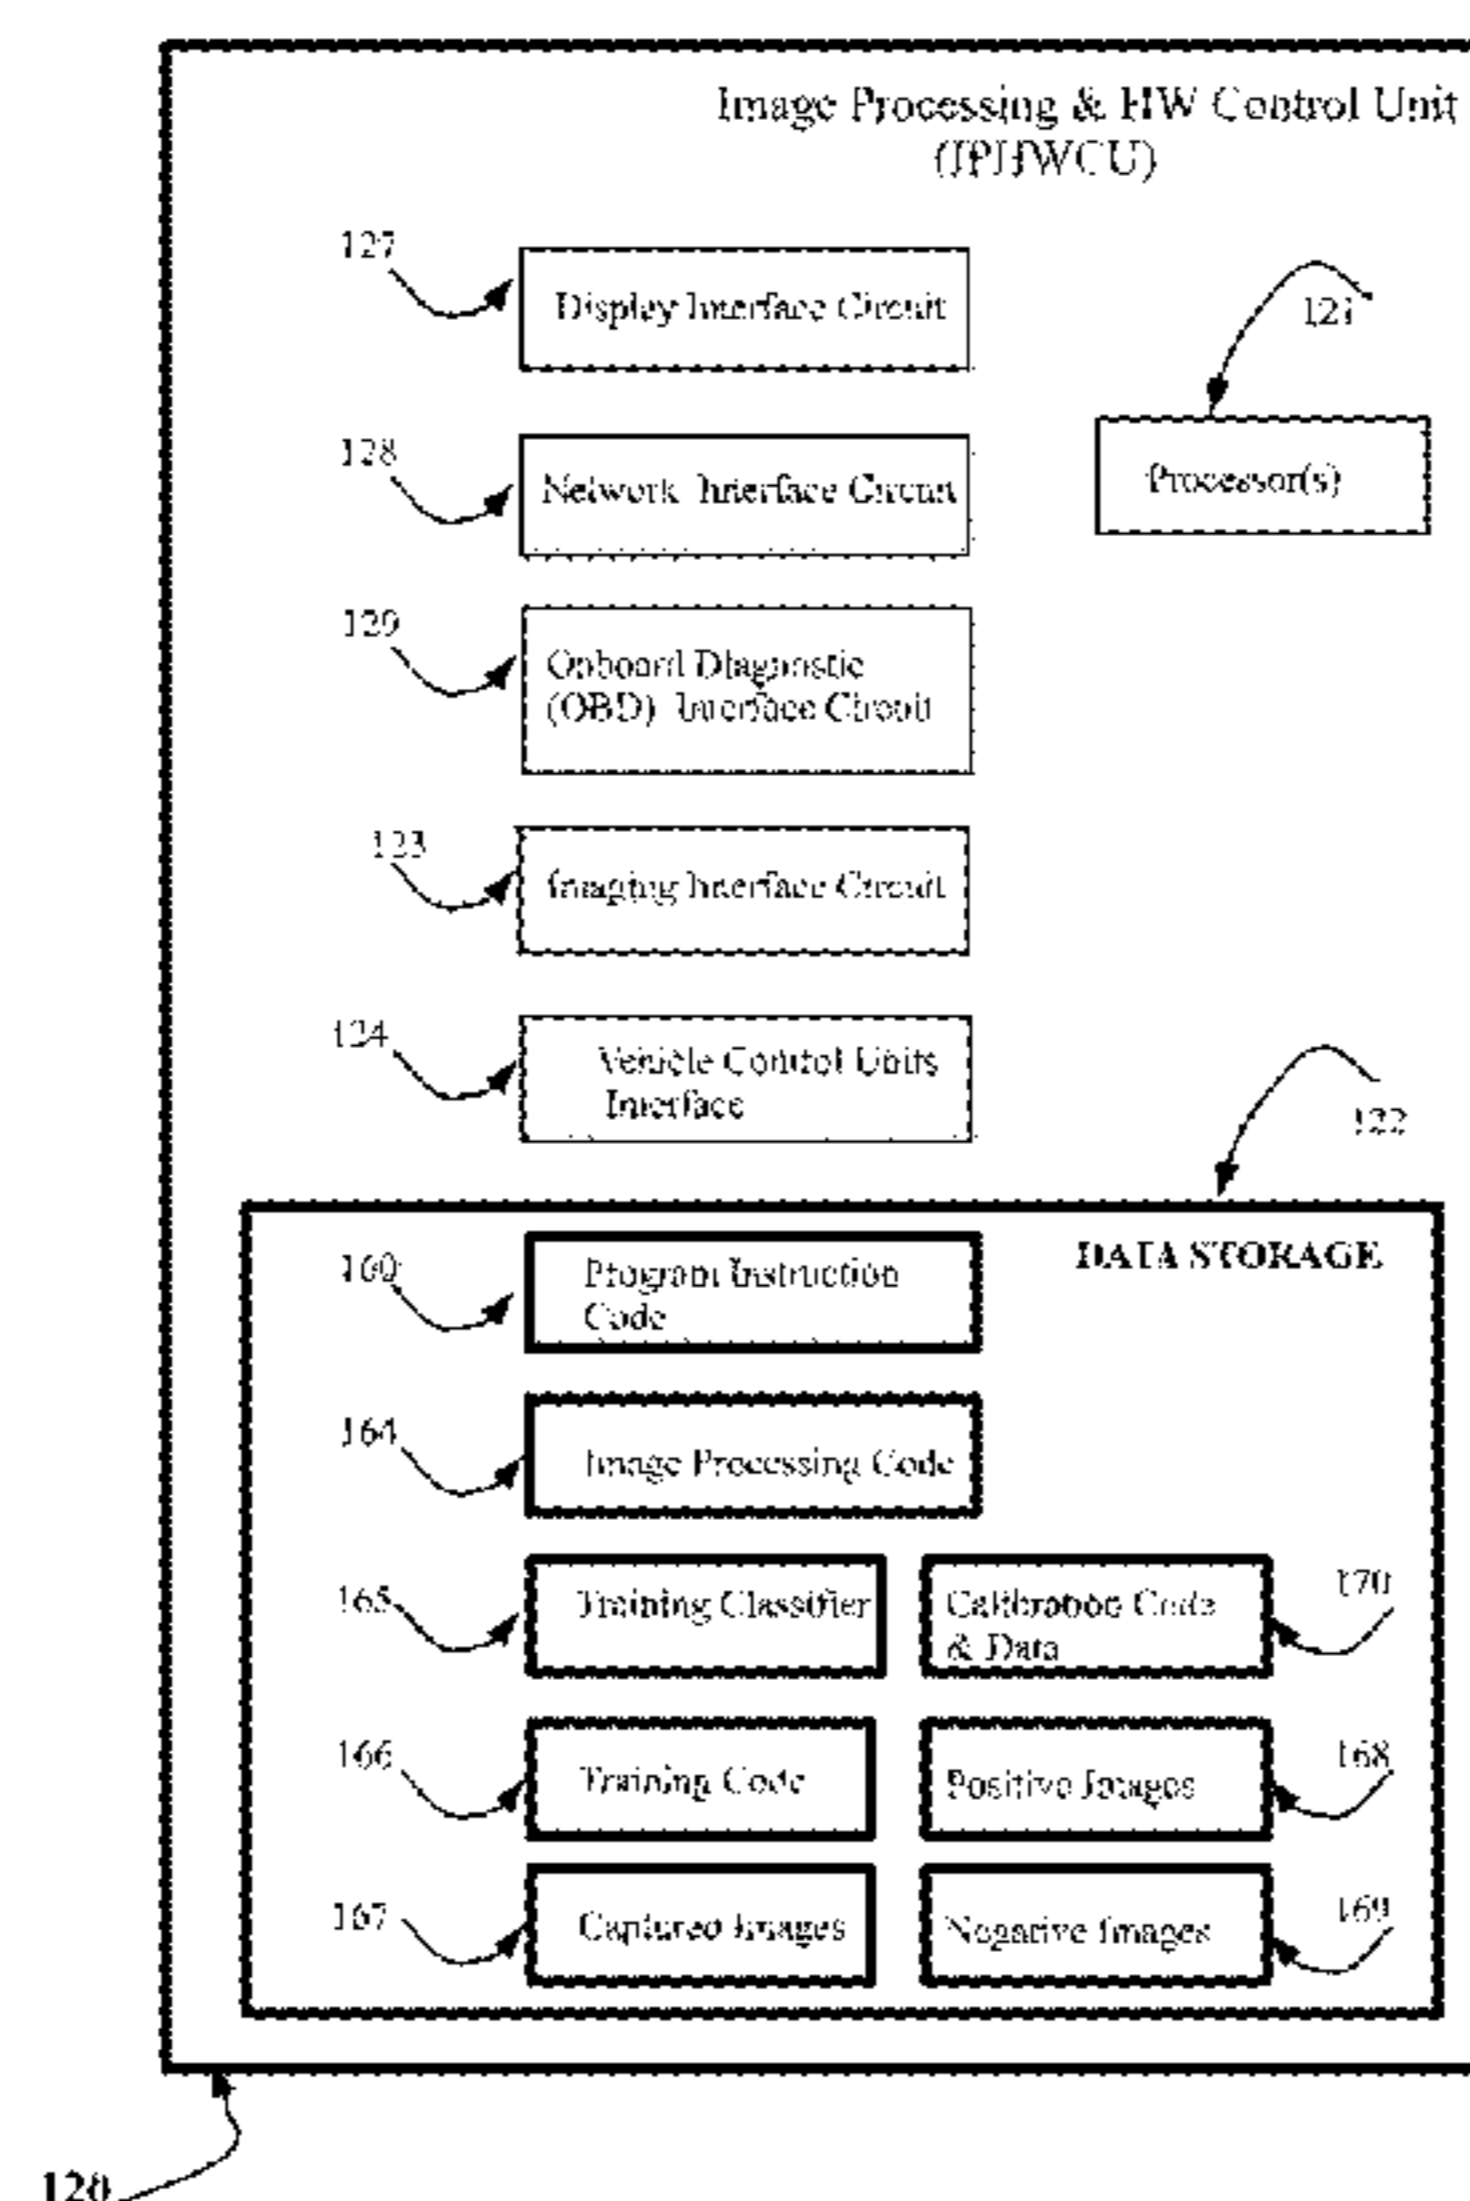 Image Processing & HW Control Unit
(IPHWCU)
127
Display Interface Circuit
121
128
Network Interface Circuit
Processor(s)
129
Onboard Diagnostic
(OBD) Interface Circuit
123
Imaging Interface Circuit
124
Vehicle Control Units
Interface
122
DATA STORAGE
160
Program Instruction
Code
164
Image Processing Code
165
Training Classifier
Calibration Code
& Data
170
166
Training Code
Positive Images
168
167
Captured Images
Negative Images
169
120